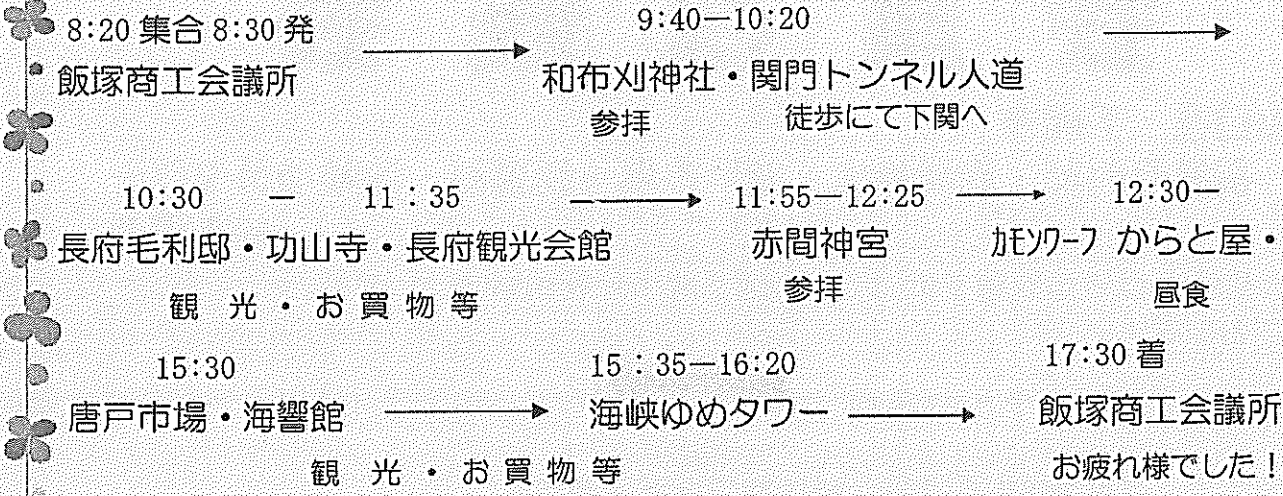 8:20 集合 8:30 発
9:40―10:20
飯塚商工会議所
和布刈神社・関門トンネル人道
参拝
徒歩にて下関へ
10:30 ― 11：35
11:55―12:25
12:30―
長府毛利邸・功山寺・長府観光会館
赤間神宮
ｶﾓﾝﾜｰﾌ からと屋・
観 光 ・ お 買 物 等
参拝
昼食
15:30
15：35―16:20
17:30 着
唐戸市場・海響館
海峡ゆめタワー
飯塚商工会議所
観 光 ・ お 買 物 等
お疲れ様でした！